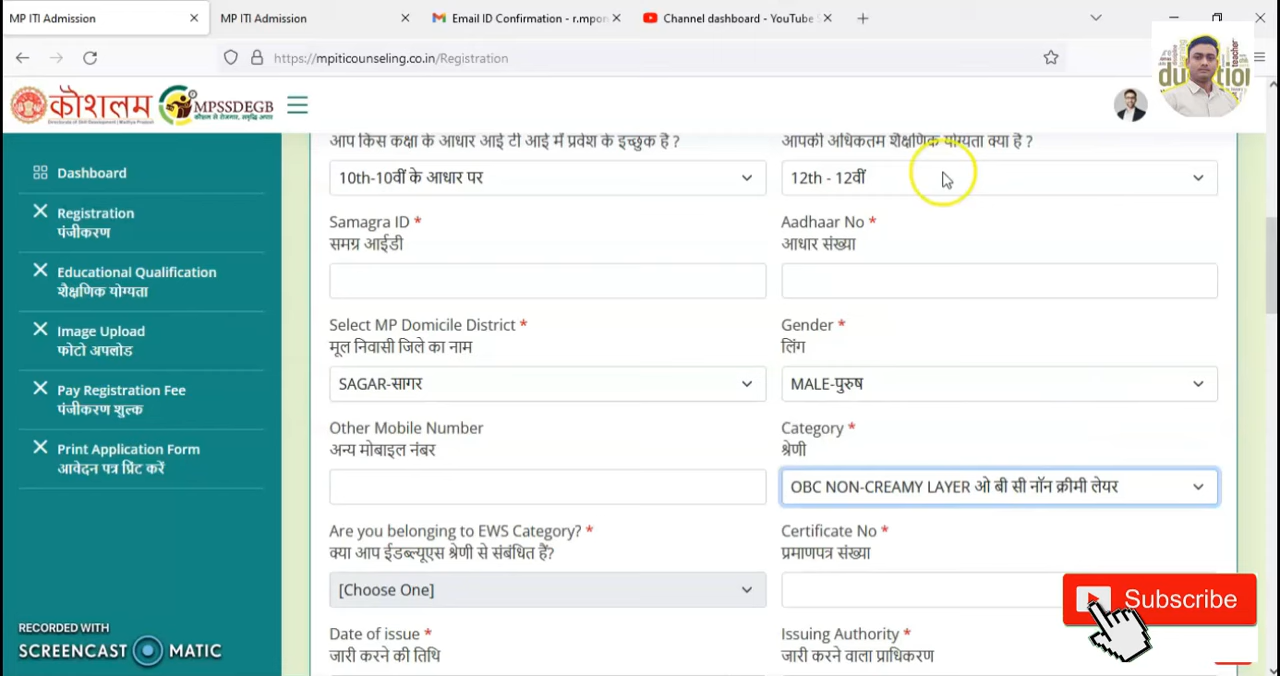 MP ITI Admission
MP ITI Admission
Email ID Confirmation - r.mpon
Channel dashboard - YouTube
https://mpiticounseling.co.in/Registration
कौशलम
MPSSDEGB
teacher
Dashboard
Registration
पंजीकरण
Educational Qualification
शैक्षणिक योग्यता
Image Upload
फोटो अपलोड
Pay Registration Fee
पंजीकरण शुल्क
Print Application Form
आवेदन पत्र प्रिंट करें
आप किस कक्षा के आधार आई टी आई में प्रवेश के इच्छुक है ?
आपकी अधिकतम शैक्षणिक योग्यता क्या है ?
10th-10वीं के आधार पर
12th - 12वीं
Samagra ID *
समग्र आईडी
Aadhaar No *
आधार संख्या
Select MP Domicile District *
मूल निवासी जिले का नाम
Gender *
लिंग
SAGAR-सागर
MALE-पुरुष
Other Mobile Number
अन्य मोबाइल नंबर
Category *
श्रेणी
OBC NON-CREAMY LAYER ओ बी सी नॉन क्रीमी लेयर
Are you belonging to EWS Category? *
क्या आप ईडब्ल्यूएस श्रेणी से संबंधित हैं?
Certificate No *
प्रमाणपत्र संख्या
[Choose One]
Subscribe
Date of issue *
जारी करने की तिथि
Issuing Authority *
जारी करने वाला प्राधिकरण
RECORDED WITH
SCREENCAST MATIC